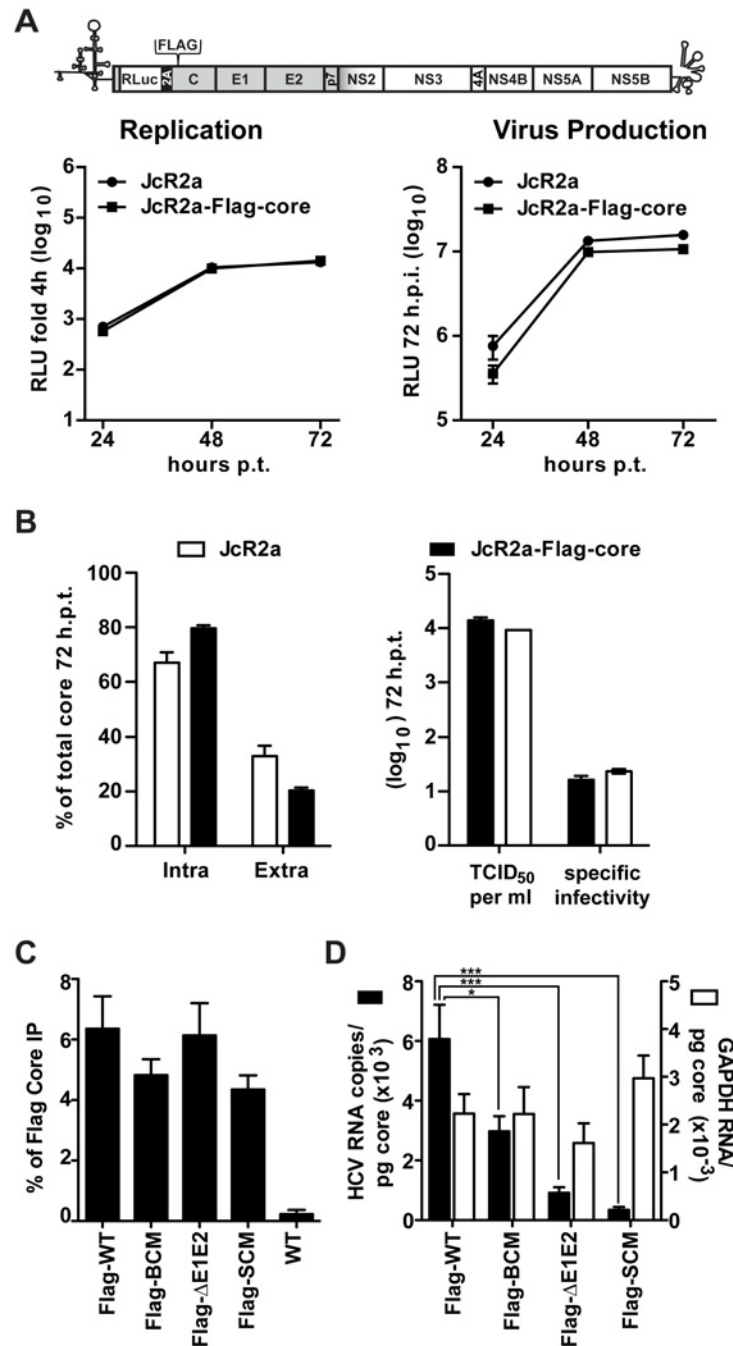 A
FLAG
RLuc 2A C E1 E2 p7 NS2 NS3 4A NS4B NS5A NS5B
Replication
JcR2a
JcR2a-Flag-core
RLU fold 4h (log10)
6
5
4
3
2
1
24 48 72
hours p.t.
Virus Production
JcR2a
JcR2a-Flag-core
RLU 72 h.p.i. (log10)
8
7
6
5
24 48 72
hours p.t.
B
JcR2a
JcR2a-Flag-core
% of total core 72 h.p.t.
100
80
60
40
20
0
Intra Extra
(log10) 72 h.p.t.
5
4
3
2
1
0
TCID50 per ml
specific infectivity
C
% of Flag Core IP
8
6
4
2
0
Flag-WT
Flag-BCM
Flag-ΔE1E2
Flag-SCM
WT
D
***
***
*
HCV RNA copies/
pg core (x10 3)
8
6
4
2
0
5
4
3
2
1
0
GAPDH RNA/
pg core (x10-3)
Flag-WT
Flag-BCM
Flag-ΔE1E2
Flag-SCM